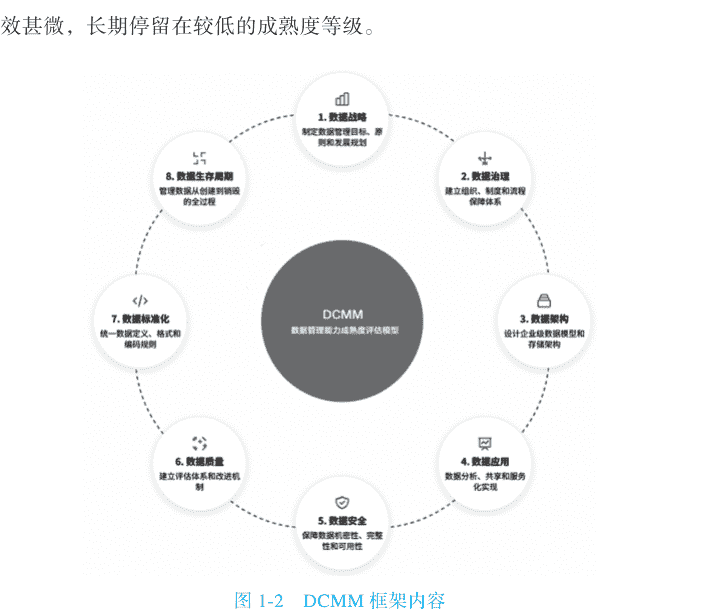 效甚微，长期停留在较低的成熟度等级。
1. 数据战略
制定数据管理目标、原
则和发展规划
2. 数据治理
建立组织、制度和流程
保障体系
3. 数据架构
设计企业级数据模型和
存储架构
4. 数据应用
数据分析、共享和服务
化实现
5. 数据安全
保障数据机密性、完整
性和可用性
6. 数据质量
建立评估体系和改进机
制
7. 数据标准化
统一数据定义、格式和
编码规则
8. 数据生存周期
管理数据从创建到销毁
的全过程
DCMM
数据管理能力成熟度评估模型
图 1-2 DCMM 框架内容